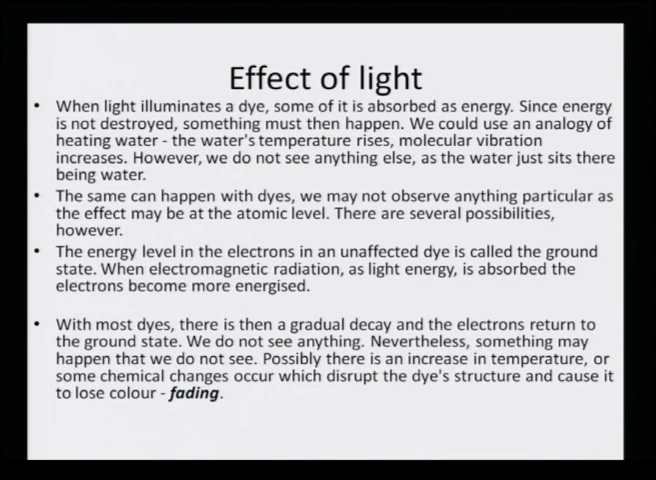 Effect of light
• When light illuminates a dye, some of it is absorbed as energy. Since energy
is not destroyed, something must then happen. We could use an analogy of
heating water - the water's temperature rises, molecular vibration
increases. However, we do not see anything else, as the water just sits there
being water.
• The same can happen with dyes, we may not observe anything particular as
the effect may be at the atomic level. There are several possibilities,
however.
• The energy level in the electrons in an unaffected dye is called the ground
state. When electromagnetic radiation, as light energy, is absorbed the
electrons become more energised.
• With most dyes, there is then a gradual decay and the electrons return to
the ground state. We do not see anything. Nevertheless, something may
happen that we do not see. Possibly there is an increase in temperature, or
some chemical changes occur which disrupt the dye's structure and cause it
to lose colour - fading.